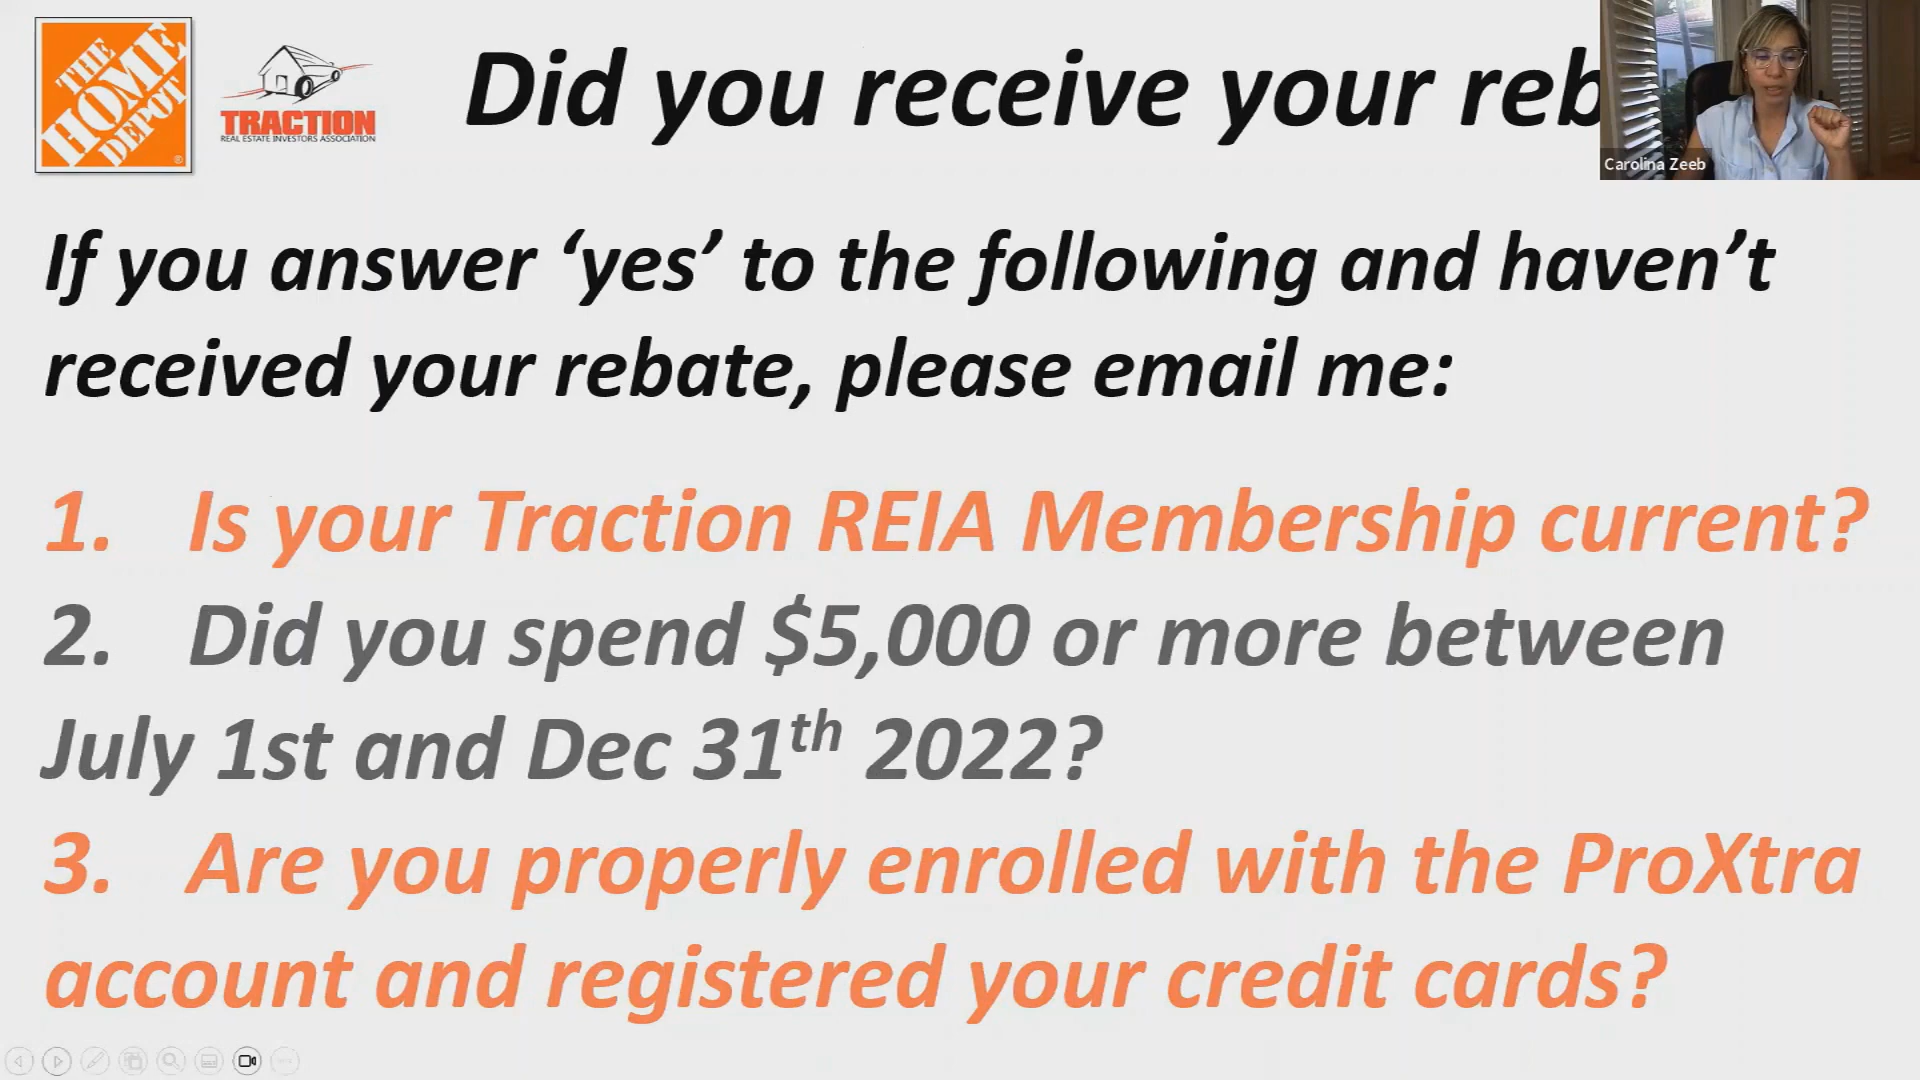 THE
HOME
DEPOT
TRACTION
REAL ESTATE INVESTORS ASSOCIATION
Did you receive your reb
Carolina Zeeb
If you answer ‘yes’ to the following and haven’t
received your rebate, please email me:
1. Is your Traction REIA Membership current?
2. Did you spend $5,000 or more between
July 1st and Dec 31th 2022?
3. Are you properly enrolled with the ProXtra
account and registered your credit cards?